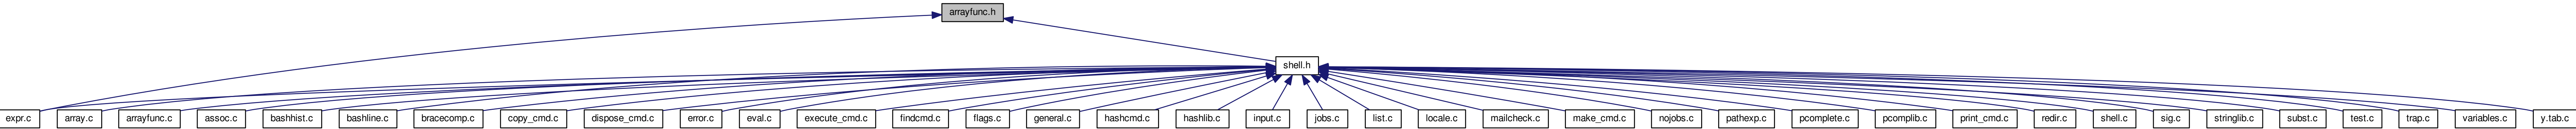 arrayfunc.h
shell.h
expr.c
array.c
arrayfunc.c
assoc.c
bashhist.c
bashline.c
bracecomp.c
copy_cmd.c
dispose_cmd.c
error.c
eval.c
execute_cmd.c
findcmd.c
flags.c
general.c
hashcmd.c
hashlib.c
input.c
jobs.c
list.c
locale.c
mailcheck.c
make_cmd.c
nojobs.c
pathexp.c
pcomplete.c
pcomplib.c
print_cmd.c
redir.c
shell.c
sig.c
stringlib.c
subst.c
test.c
trap.c
variables.c
y.tab.c